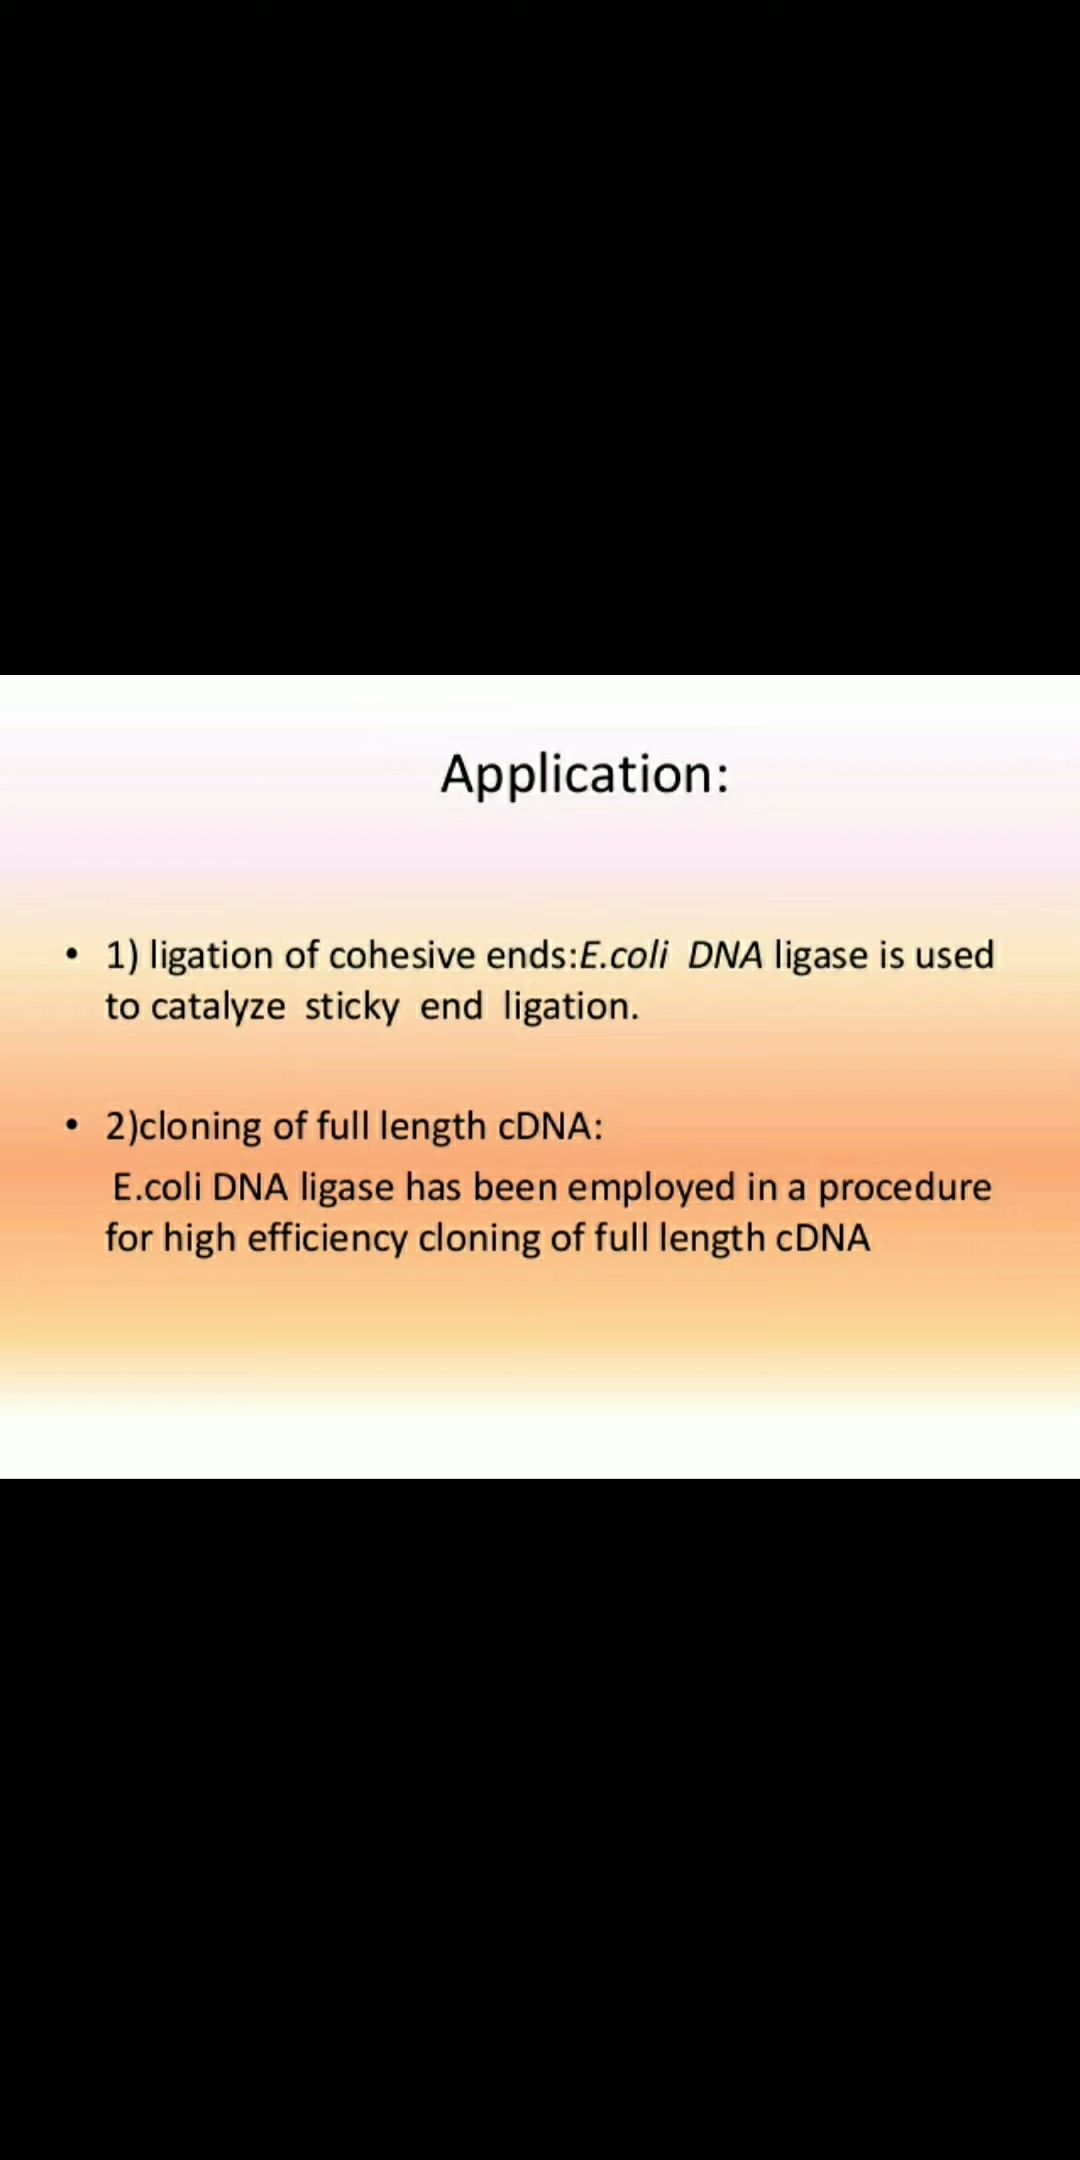 Application:
• 1) ligation of cohesive ends:E.coli DNA ligase is used
to catalyze sticky end ligation.
• 2)cloning of full length cDNA:
E.coli DNA ligase has been employed in a procedure
for high efficiency cloning of full length cDNA